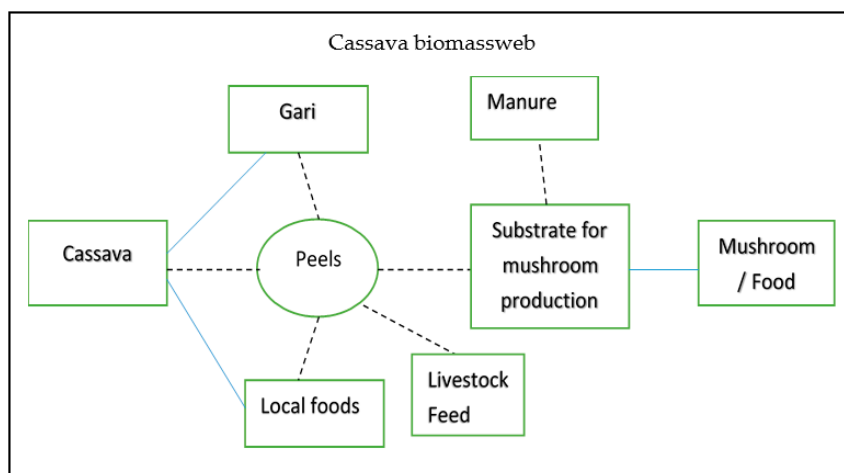 Cassava biomassweb
Gari
Manure
Cassava
Peels
Substrate for
mushroom
production
Mushroom
/ Food
Local foods
Livestock
Feed